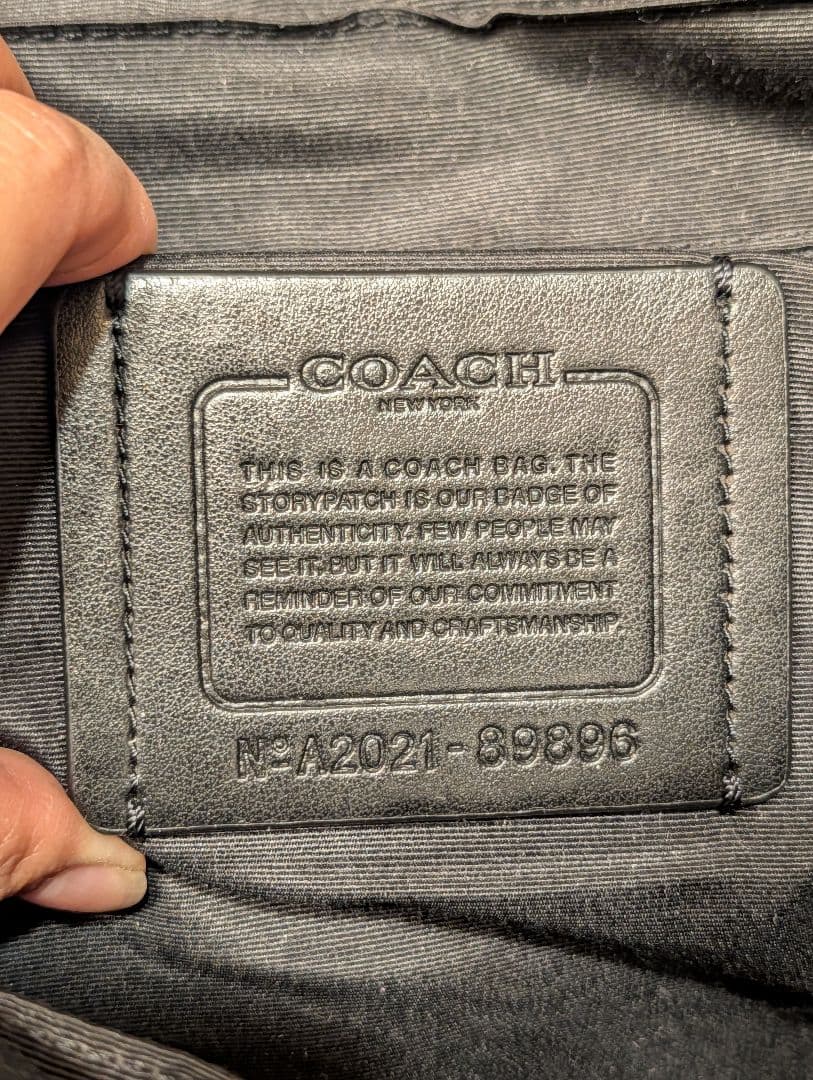 COACH
NEW YORK
THIS IS A COACH BAG. THE
STORYPATCH IS OUR BADGE OF
AUTHENTICITY. FEW PEOPLE MAY
SEE IT, BUT IT WILL ALWAYS BE A
REMINDER OF OUR COMMITMENT
TO QUALITY AND CRAFTSMANSHIP.
Nº A2021-89896